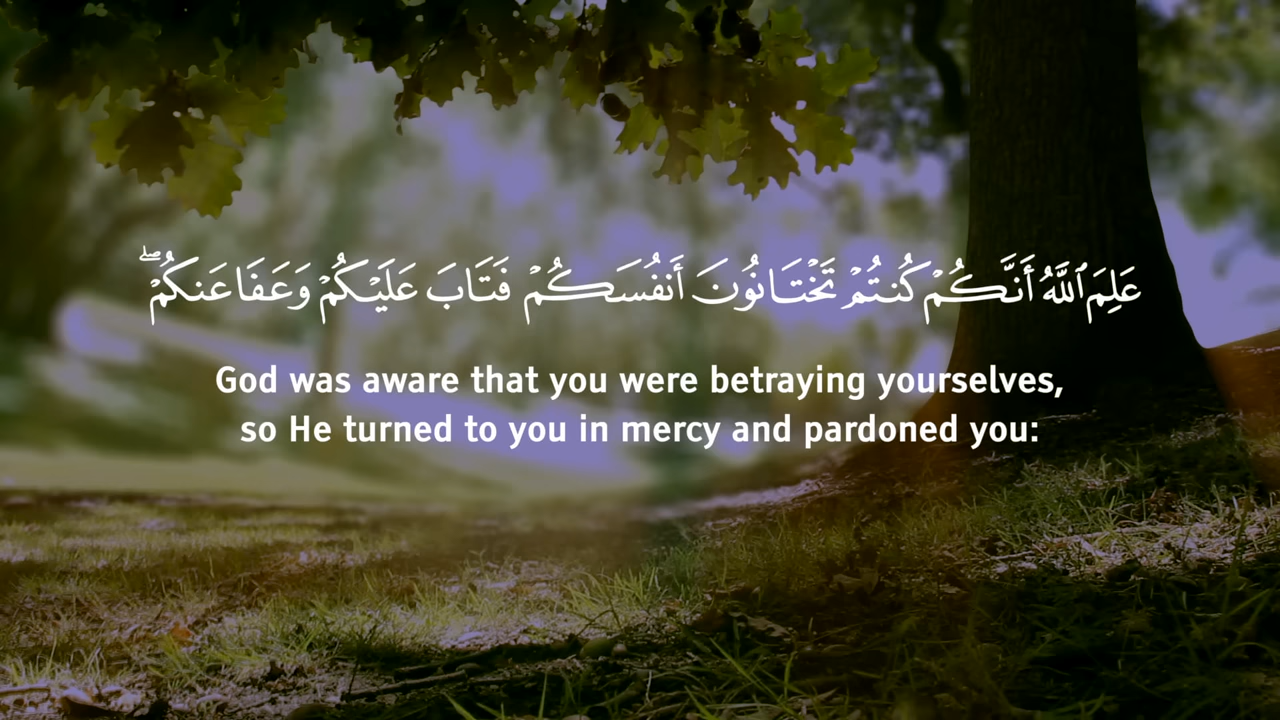 عَلِمَ ٱللَّهُ أَنَّكُمْ كُنتُمْ تَخْتَانُونَ أَنفُسَكُمْ فَتَابَ عَلَيْكُمْ وَعَفَا عَنكُمْ ۖ
God was aware that you were betraying yourselves,
so He turned to you in mercy and pardoned you: